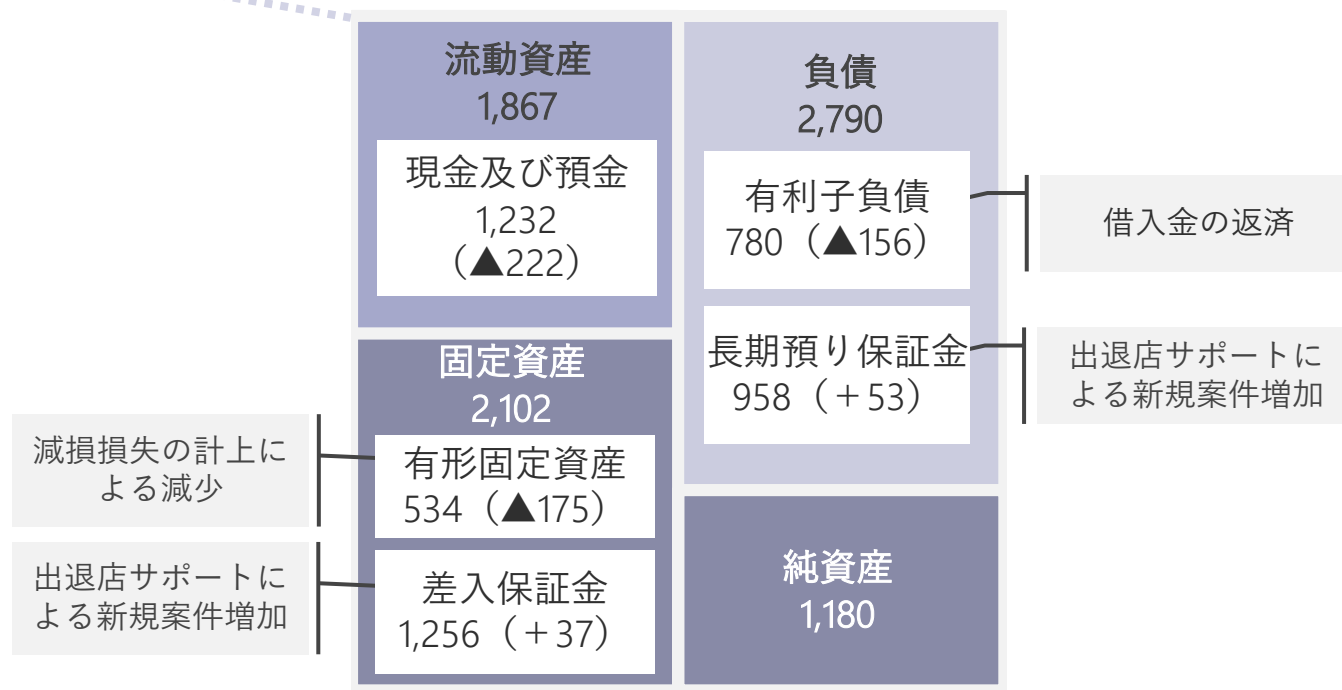 流動資産
1,867
現金及び預金
1,232
（▲222）
固定資産
2,102
減損損失の計上に
よる減少
有形固定資産
534（▲175）
出退店サポートに
よる新規案件増加
差入保証金
1,256（＋37）
負債
2,790
有利子負債
780（▲156）
借入金の返済
長期預り保証金
958（＋53）
出退店サポートに
よる新規案件増加
純資産
1,180